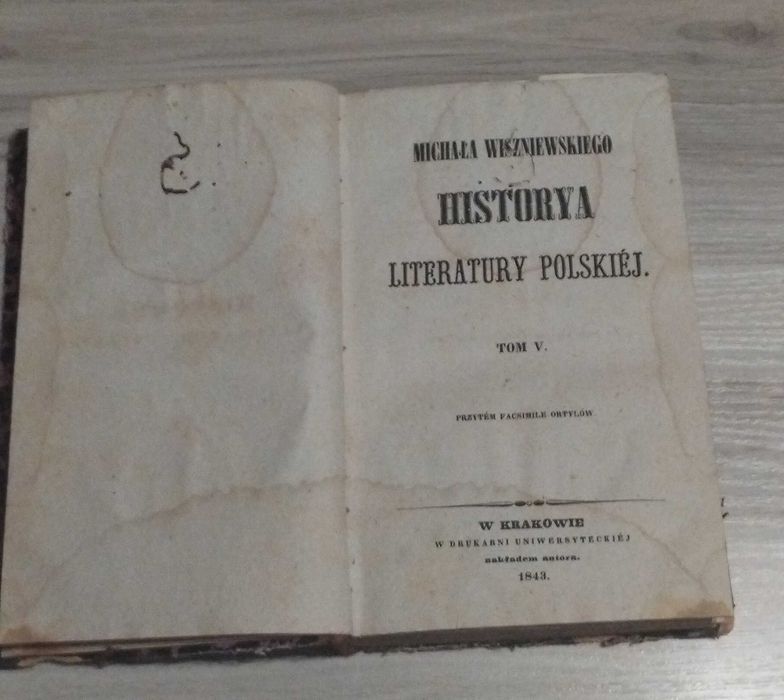 MICHAŁA WISZNIEWSKIEGO
HISTORYA
LITERATURY POLSKIÉJ.
TOM V.
PRZYTÉM FACSIMILE ORTYLÓW
W KRAKOWIE
W DRUKARNI UNIWERSYTECKIÉJ
nakładem autora.
1843.